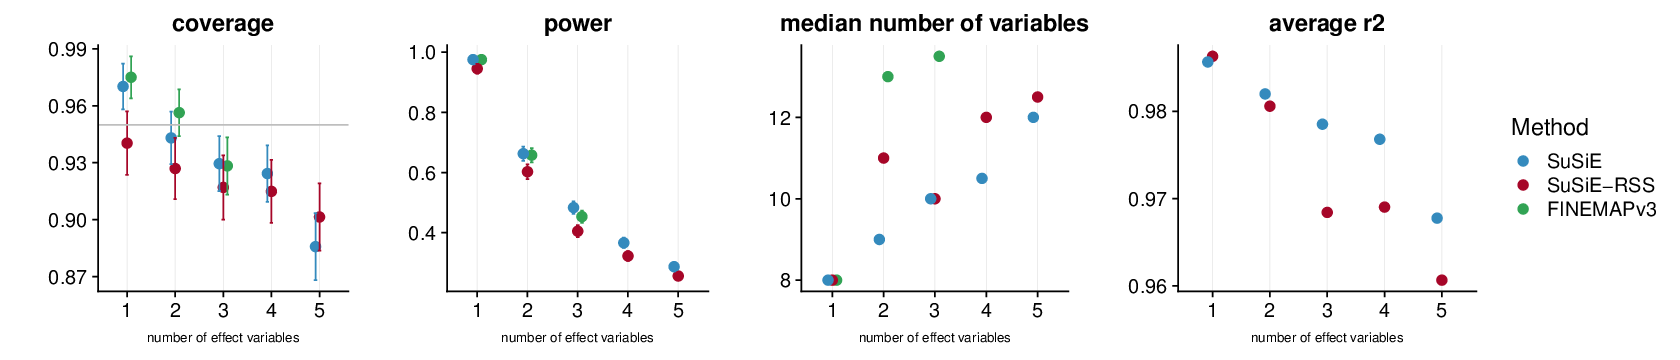 coverage
0.99
0.96
0.93
0.90
0.87
1 2 3 4 5
number of effect variables
power
1.0
0.8
0.6
0.4
1 2 3 4 5
number of effect variables
median number of variables
12
10
8
1 2 3 4 5
number of effect variables
average r2
0.98
0.97
0.96
1 2 3 4 5
number of effect variables
Method
SuSiE
SuSiE−RSS
FINEMAPv3